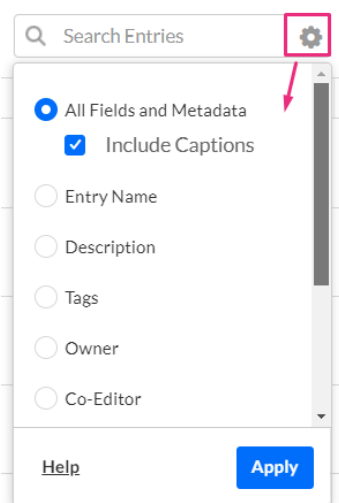 Search Entries
All Fields and Metadata
Include Captions
Entry Name
Description
Tags
Owner
Co-Editor
Help
Apply